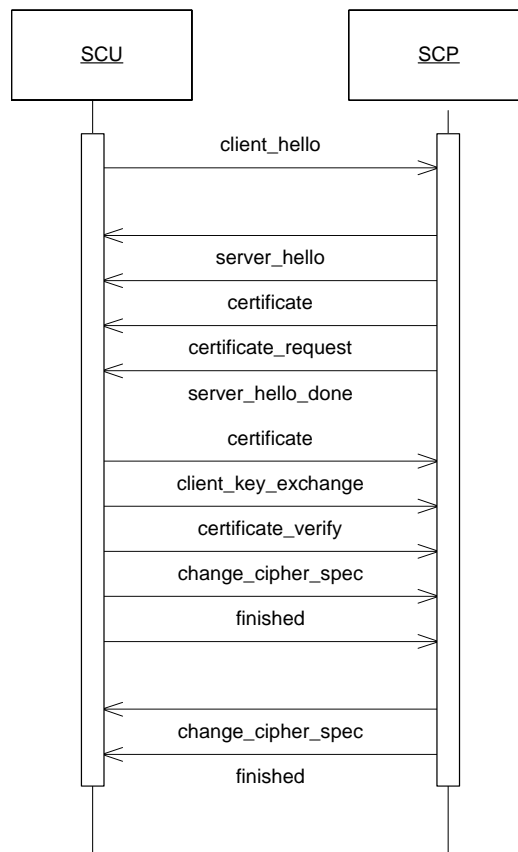 SCU
SCP
client_hello
server_hello
certificate
certificate_request
server_hello_done
certificate
client_key_exchange
certificate_verify
change_cipher_spec
finished
change_cipher_spec
finished